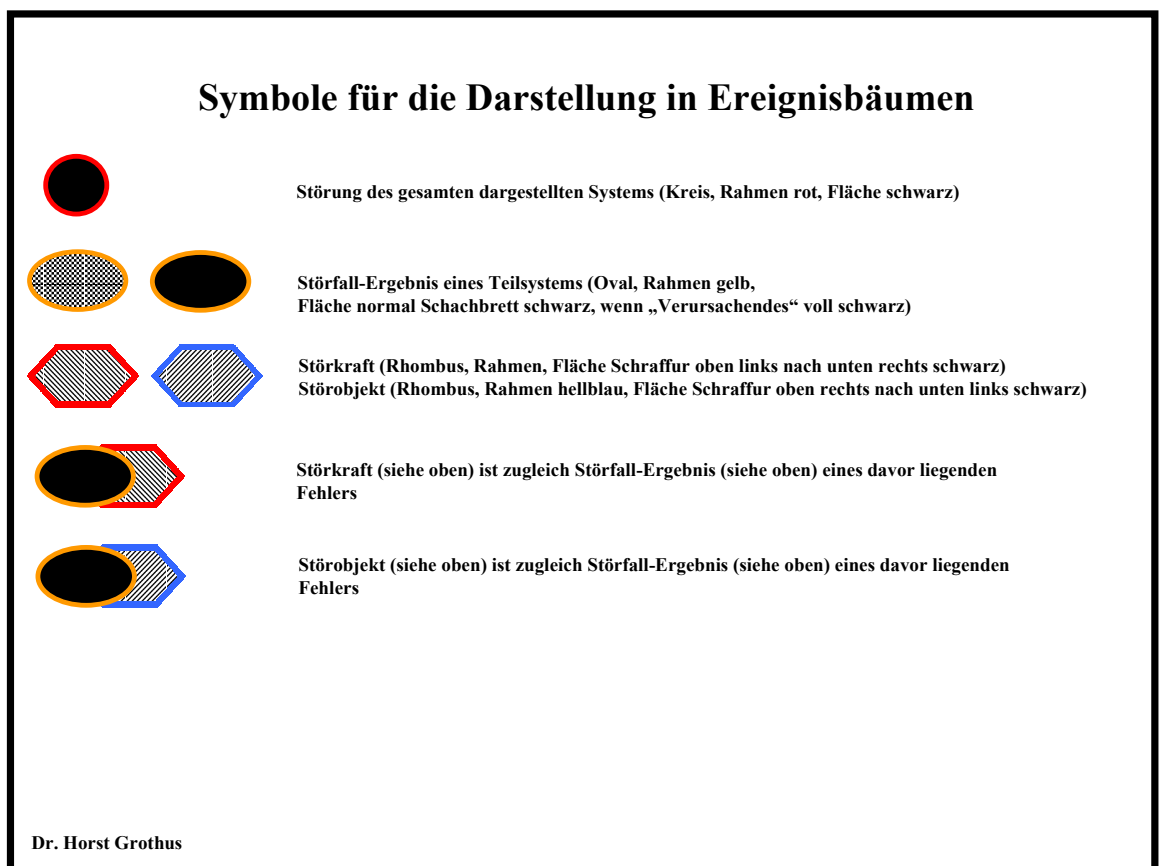 Symbole für die Darstellung in Ereignisbäumen
Störung des gesamten dargestellten Systems (Kreis, Rahmen rot, Fläche schwarz)
Störfall-Ergebnis eines Teilsystems (Oval, Rahmen gelb,
Fläche normal Schachbrett schwarz, wenn „Verursachendes“ voll schwarz)
Störkraft (Rhombus, Rahmen, Fläche Schraffur oben links nach unten rechts schwarz)
Störobjekt (Rhombus, Rahmen hellblau, Fläche Schraffur oben rechts nach unten links schwarz)
Störkraft (siehe oben) ist zugleich Störfall-Ergebnis (siehe oben) eines davor liegenden
Fehlers
Störobjekt (siehe oben) ist zugleich Störfall-Ergebnis (siehe oben) eines davor liegenden
Fehlers
Dr. Horst Grothus